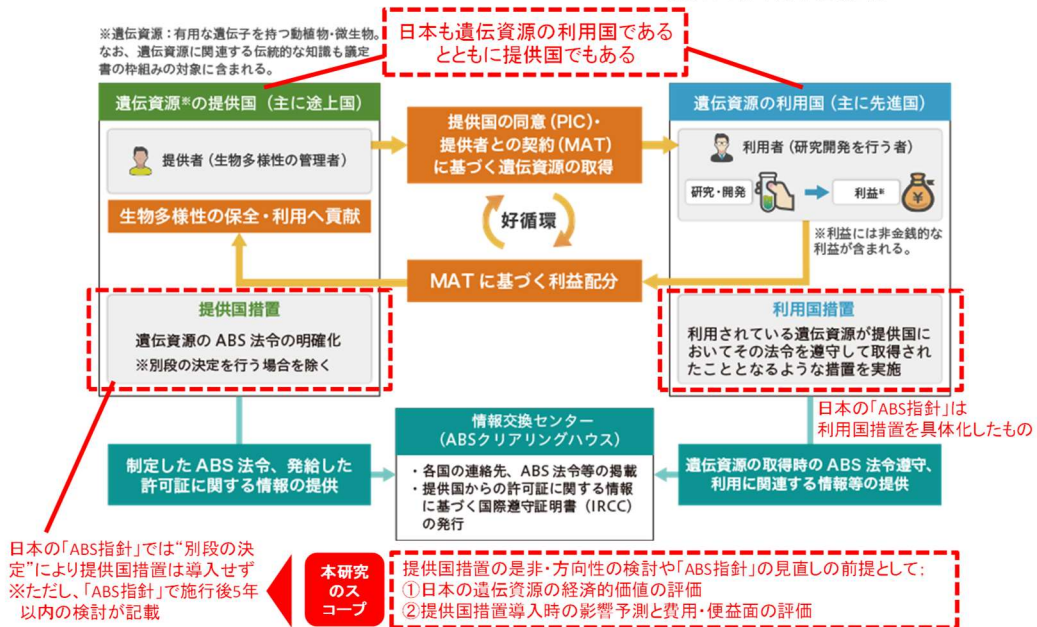 ※遺伝資源：有用な遺伝子を持つ動植物・微生物。
なお、遺伝資源に関連する伝統的な知識も議定
書の枠組みの対象に含まれる。
日本も遺伝資源の利用国である
とともに提供国でもある
遺伝資源※の提供国（主に途上国）
提供者（生物多様性の管理者）
生物多様性の保全・利用へ貢献
提供国の同意（PIC）・
提供者との契約（MAT）
に基づく遺伝資源の取得
好循環
MAT に基づく利益配分
遺伝資源の利用国（主に先進国）
利用者（研究開発を行う者）
研究・開発
利益※
¥
※利益には非金銭的な
利益が含まれる。
提供国措置
遺伝資源の ABS 法令の明確化
※別段の決定を行う場合を除く
利用国措置
利用されている遺伝資源が提供国に
おいてその法令を遵守して取得され
たこととなるような措置を実施
日本の「ABS指針」は
利用国措置を具体化したもの
制定した ABS 法令、発給した
許可証に関する情報の提供
情報交換センター
（ABSクリアリングハウス）
・各国の連絡先、ABS 法令等の掲載
・提供国からの許可証に関する情報
に基づく国際遵守証明書（IRCC）
の発行
遺伝資源の取得時の ABS 法令遵守、
利用に関連する情報等の提供
日本の「ABS指針」では“別段の決
定”により提供国措置は導入せず
※ただし、「ABS指針」で施行後5年
以内の検討が記載
本研究
のス
コープ
提供国措置の是非・方向性の検討や「ABS指針」の見直しの前提として：
①日本の遺伝資源の経済的価値の評価
②提供国措置導入時の影響予測と費用・便益面の評価